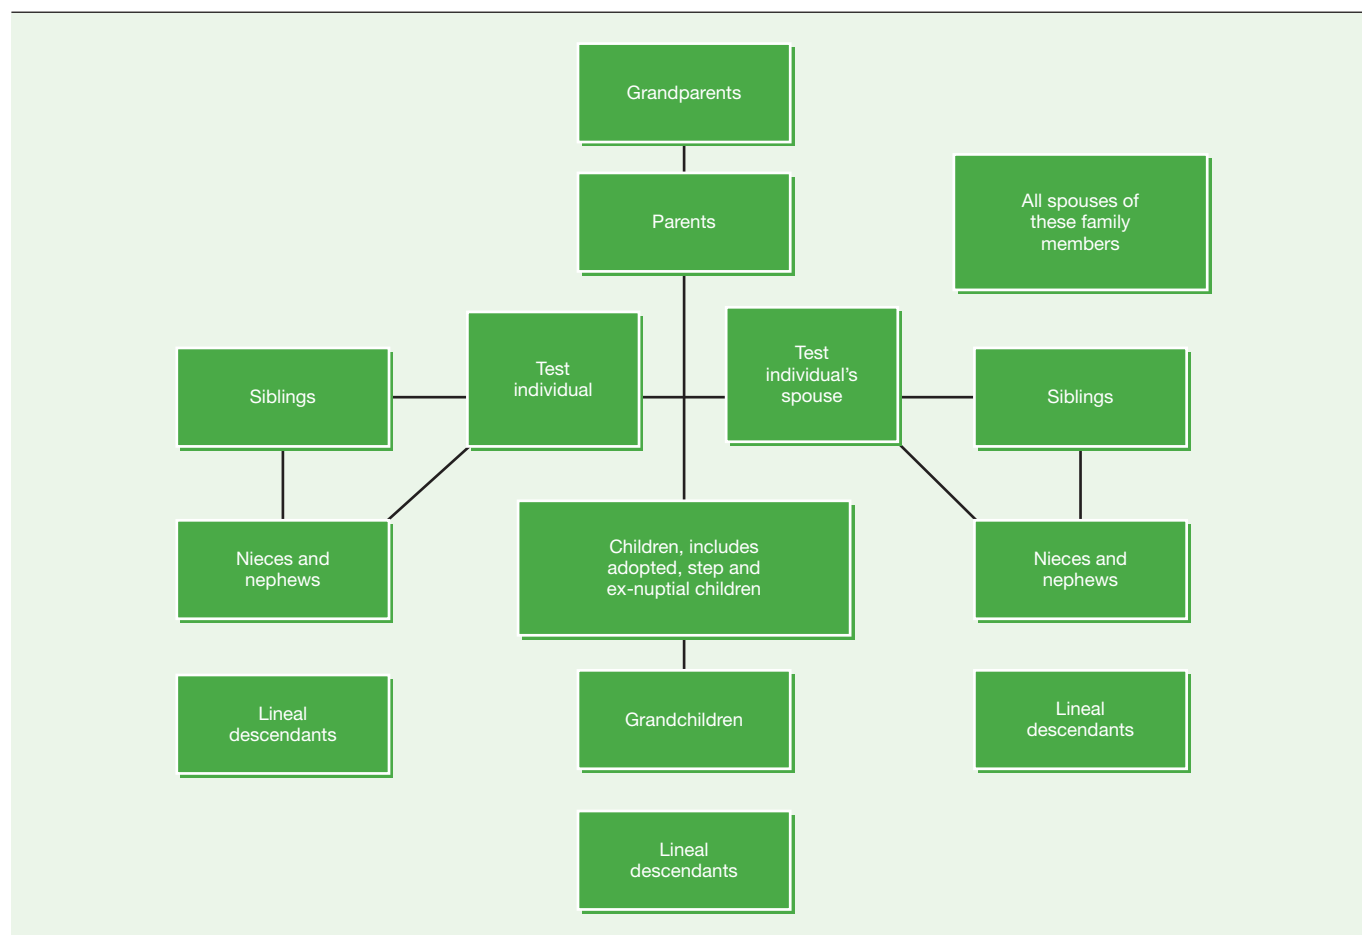 Grandparents
Parents
All spouses of
these family
members
Siblings
Test
individual
Test
individual’s
spouse
Siblings
Nieces and
nephews
Children, includes
adopted, step and
ex-nuptial children
Nieces and
nephews
Lineal
descendants
Grandchildren
Lineal
descendants
Lineal
descendants